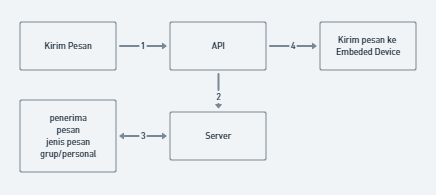 Kirim Pesan
1
API
4
Kirim pesan ke
Embeded Device
2
penerima
pesan
jenis pesan
grup/personal
3
Server